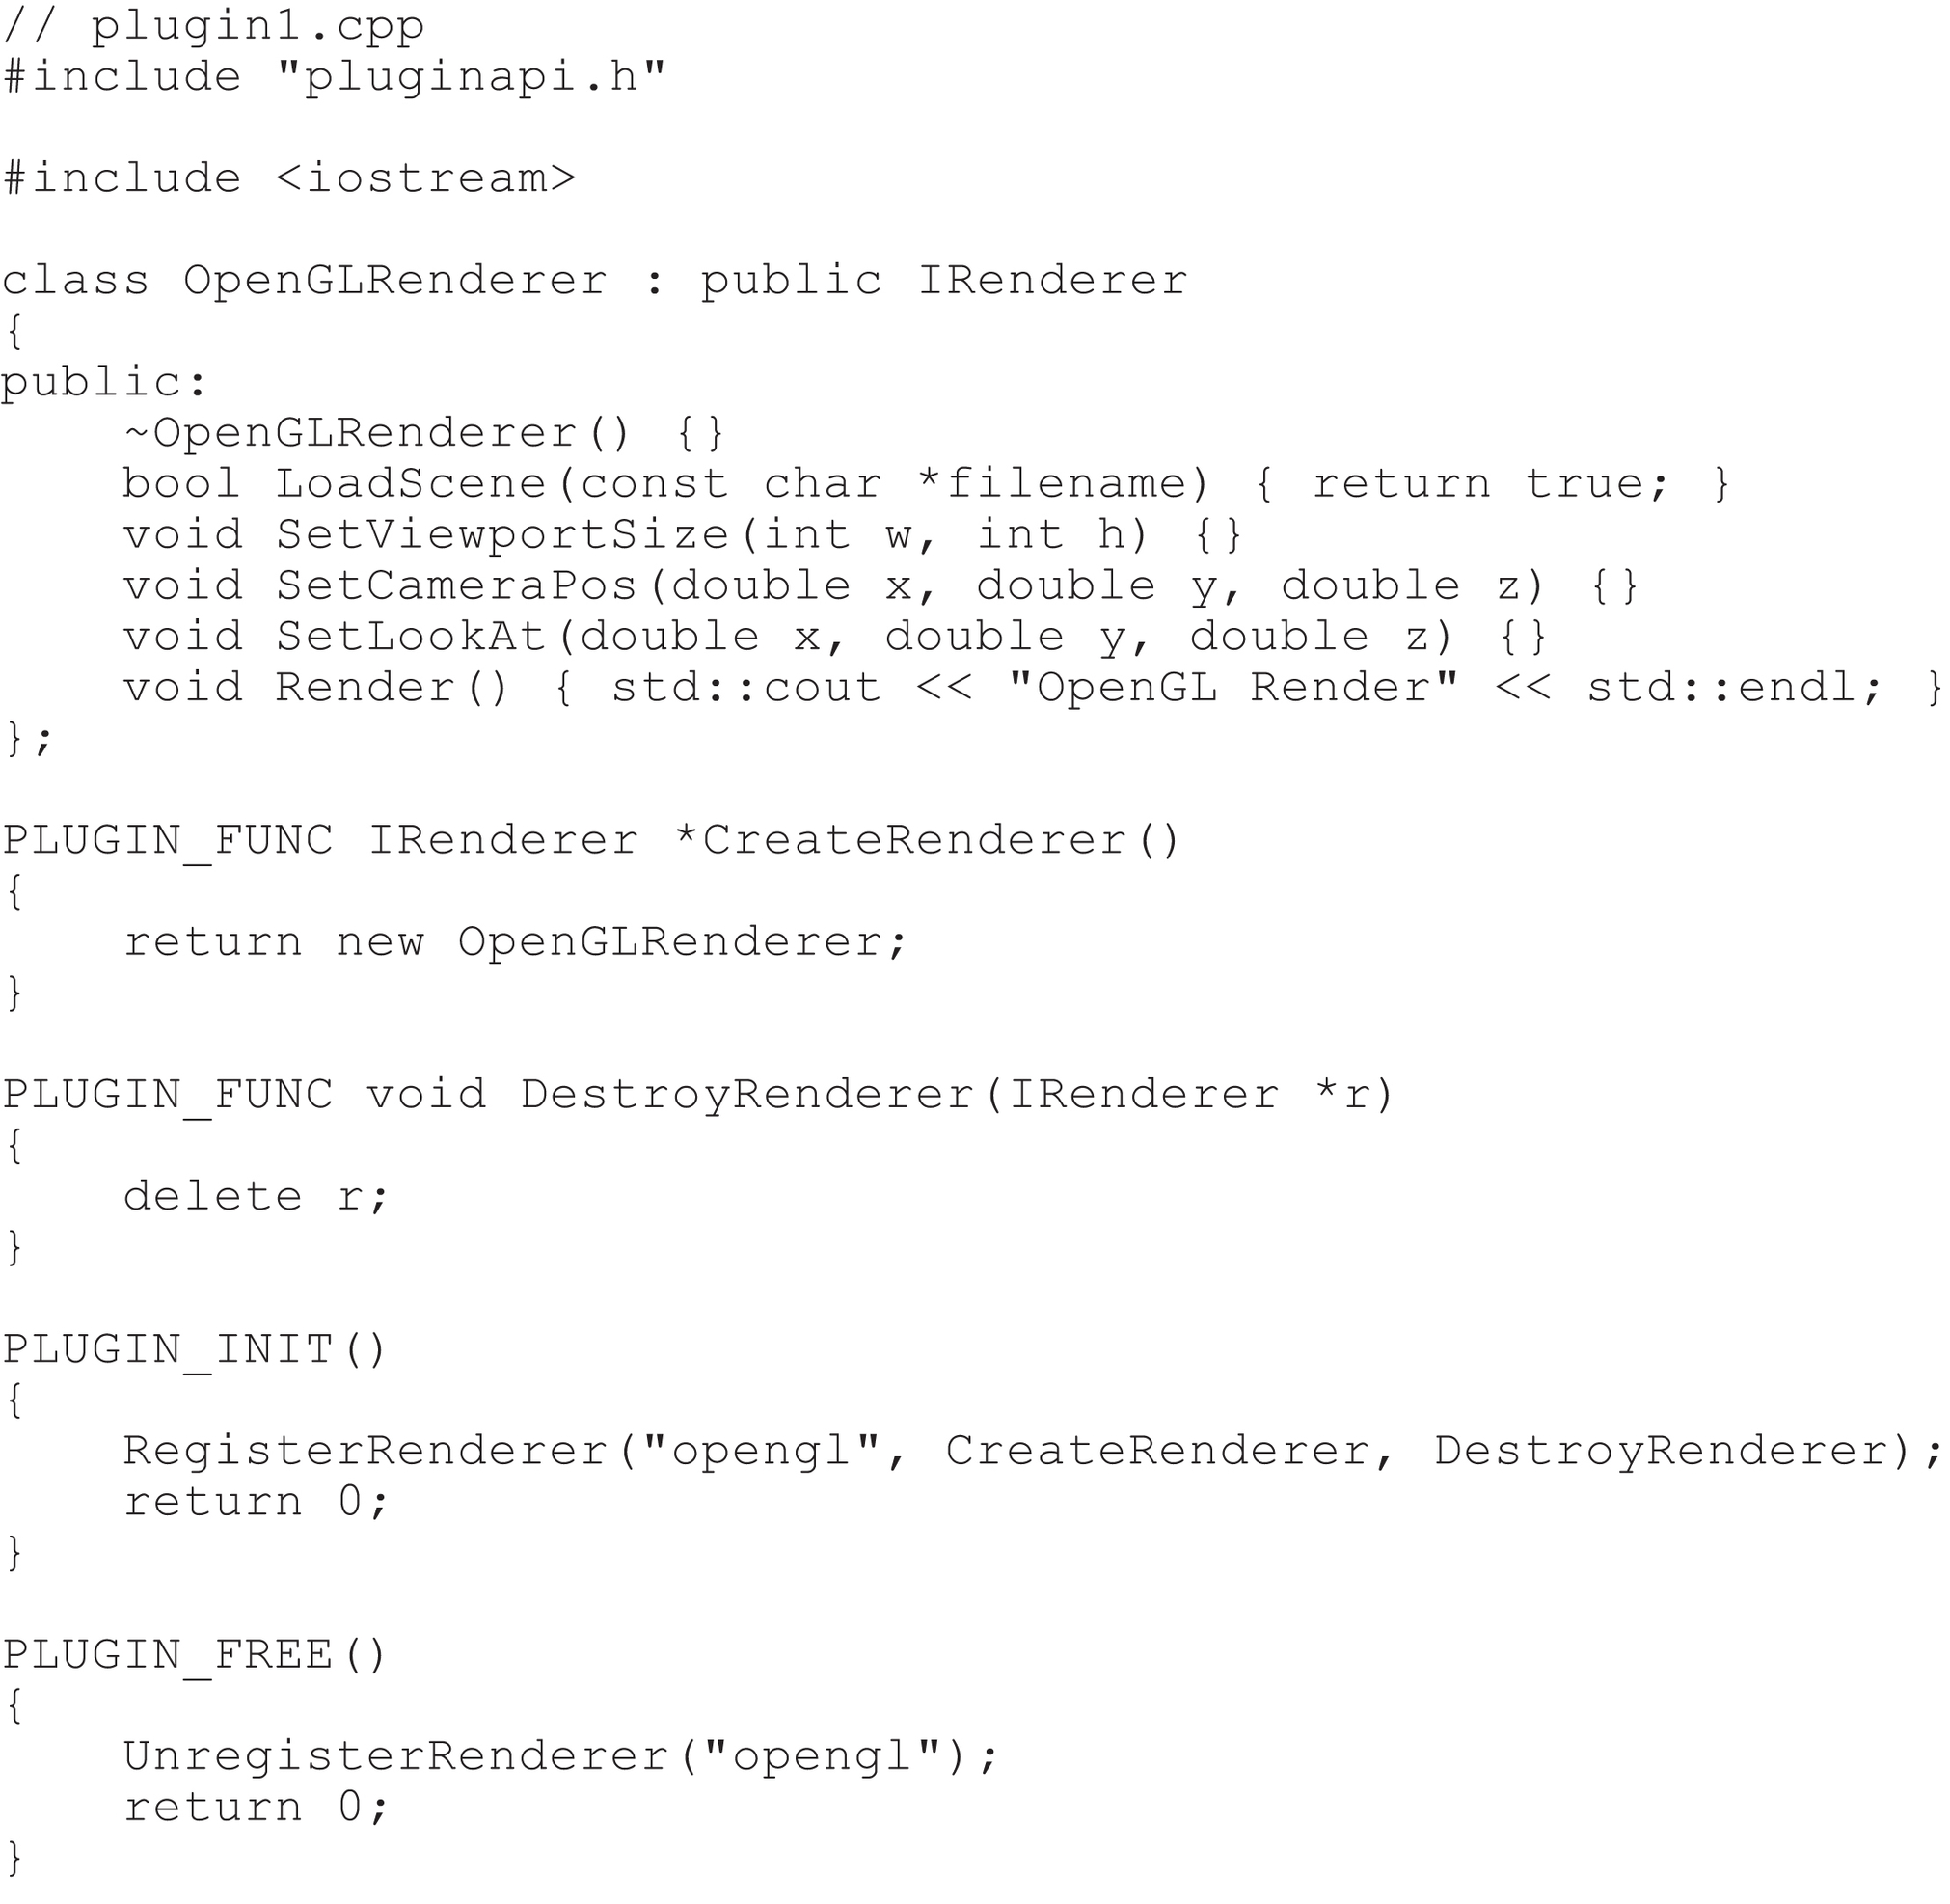 // plugin1.cpp
#include "pluginapi.h"

#include <iostream>

class OpenGLRenderer : public IRenderer
{
public:
    ~OpenGLRenderer() {}
    bool LoadScene(const char *filename) { return true; }
    void SetViewportSize(int w, int h) {}
    void SetCameraPos(double x, double y, double z) {}
    void SetLookAt(double x, double y, double z) {}
    void Render() { std::cout << "OpenGL Render" << std::endl; }
};

PLUGIN_FUNC IRenderer *CreateRenderer()
{
    return new OpenGLRenderer;
}

PLUGIN_FUNC void DestroyRenderer(IRenderer *r)
{
    delete r;
}

PLUGIN_INIT()
{
    RegisterRenderer("opengl", CreateRenderer, DestroyRenderer);
    return 0;
}

PLUGIN_FREE()
{
    UnregisterRenderer("opengl");
    return 0;
}